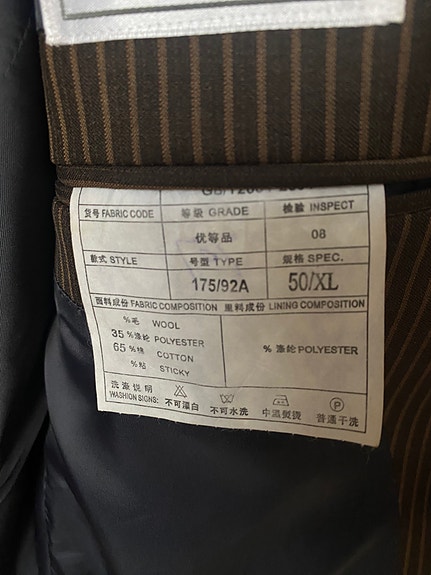 货号 FABRIC CODE 等級 GRADE 检验 INSPECT
优等品 08
款式 STYLE 号型 TYPE 规格 SPEC.
175/92A 50/XL
面料成份 FABRIC COMPOSITION 里料成份 LINING COMPOSITION
%毛 WOOL
35 %涤纶 POLYESTER
65 %棉 COTTON
%粘 STICKY
% 涤纶 POLYESTER
洗涤说明
WASHION SIGNS: 不可漂白 不可水洗 中温熨烫 普通干洗
P